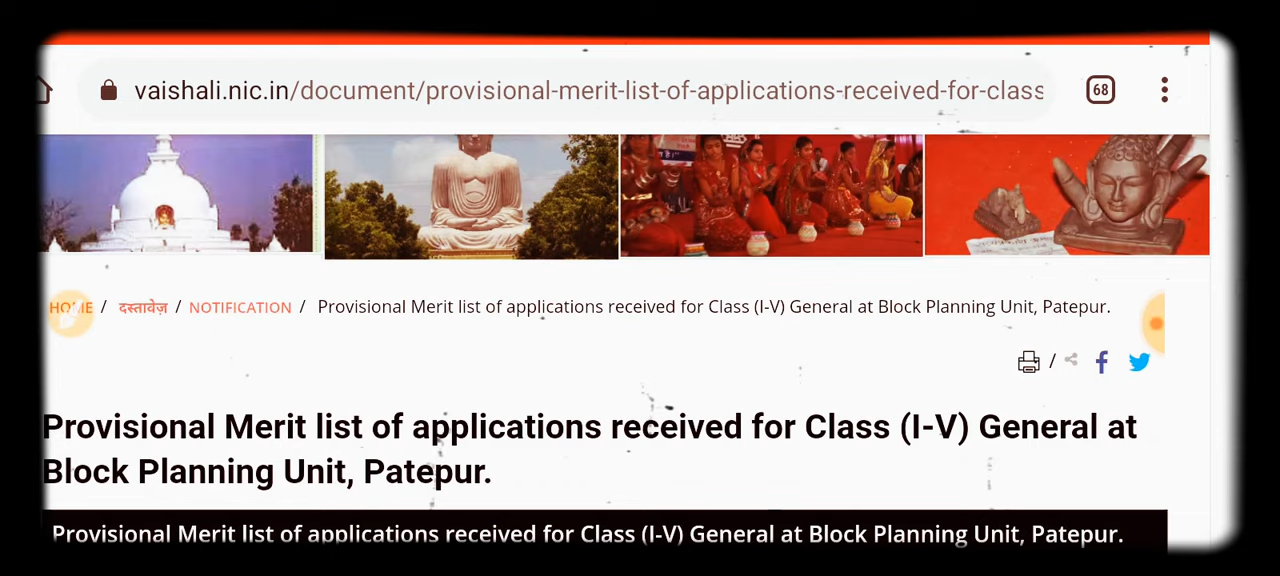 vaishali.nic.in/document/provisional-merit-list-of-applications-received-for-class
68
HOME / दस्तावेज़ / NOTIFICATION / Provisional Merit list of applications received for Class (I-V) General at Block Planning Unit, Patepur.
/
Provisional Merit list of applications received for Class (I-V) General at
Block Planning Unit, Patepur.
Provisional Merit list of applications received for Class (I-V) General at Block Planning Unit, Patepur.